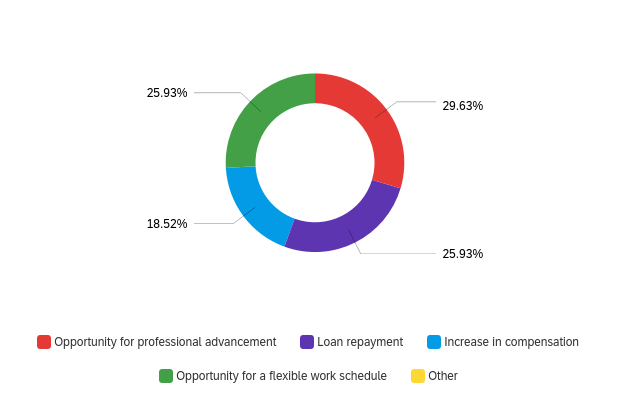 25.93%
29.63%
18.52%
25.93%
Opportunity for professional advancement Loan repayment Increase in compensation
Opportunity for a flexible work schedule Other